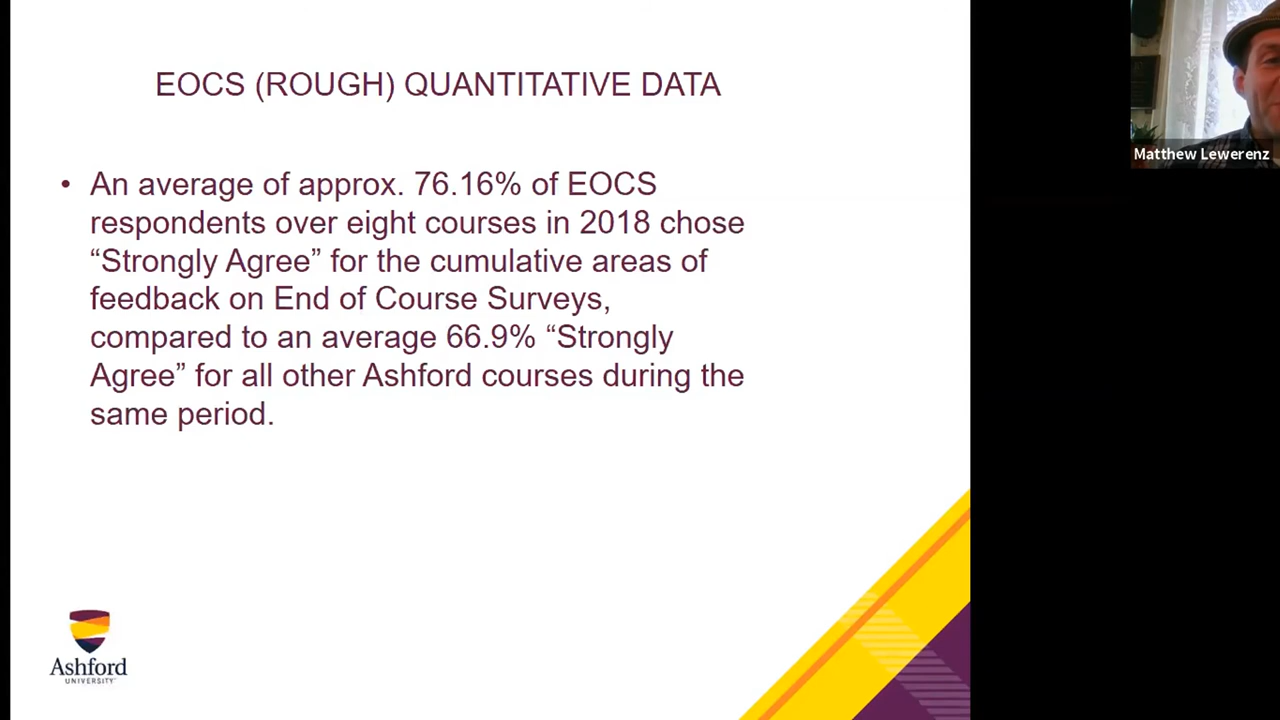 EOCS (ROUGH) QUANTITATIVE DATA
• An average of approx. 76.16% of EOCS
respondents over eight courses in 2018 chose
“Strongly Agree” for the cumulative areas of
feedback on End of Course Surveys,
compared to an average 66.9% “Strongly
Agree” for all other Ashford courses during the
same period.
Matthew Lewerenz
Ashford
UNIVERSITY